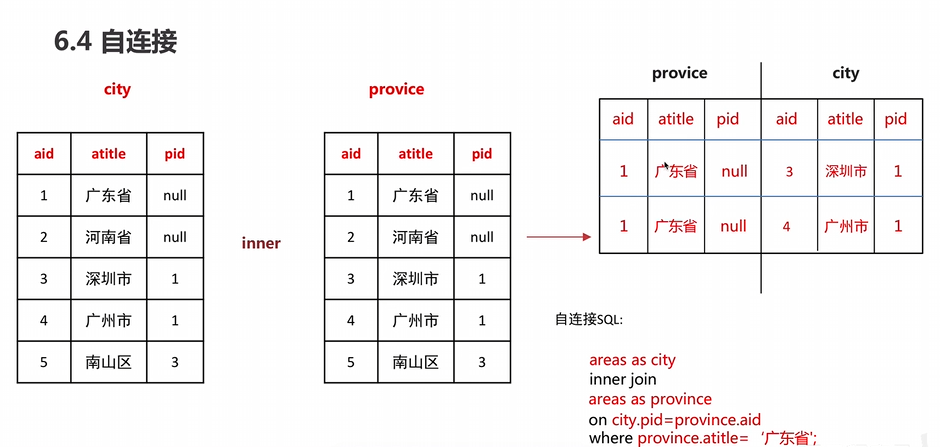 6.4 自连接
city
provice
provice
city
aid atitle pid
1 广东省 null
2 河南省 null
3 深圳市 1
4 广州市 1
5 南山区 3
inner
aid atitle pid
1 广东省 null
2 河南省 null
3 深圳市 1
4 广州市 1
5 南山区 3
aid atitle pid aid atitle pid
1 广东省 null 3 深圳市 1
1 广东省 null 4 广州市 1
自连接SQL:
areas as city
inner join
areas as province
on city.pid=province.aid
where province.atitle= ‘广东省';